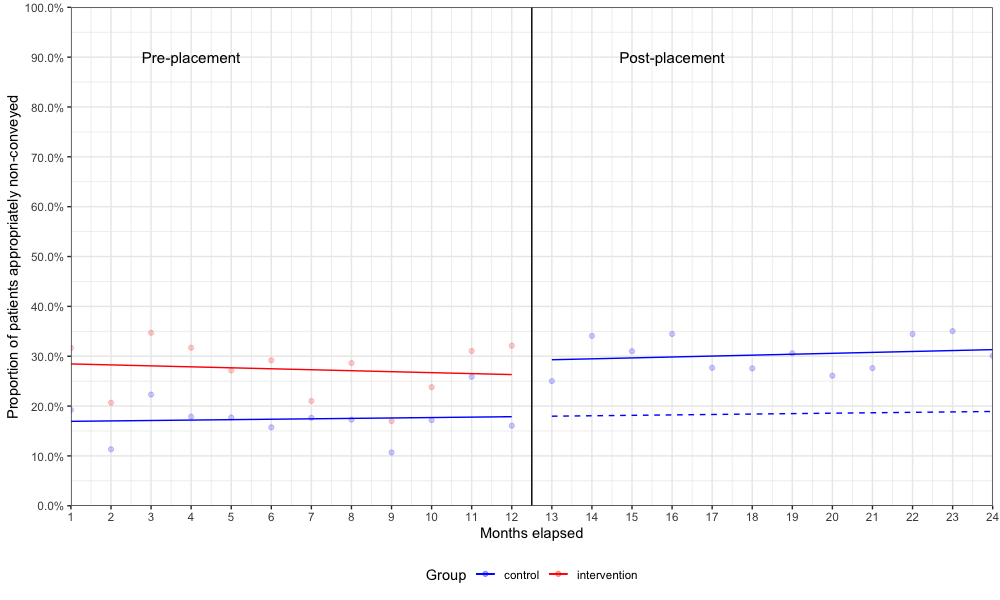 Proportion of patients appropriately non-conveyed
100.0%
90.0%
80.0%
70.0%
60.0%
50.0%
40.0%
30.0%
20.0%
10.0%
0.0%
Pre-placement
Post-placement
1 2 3 4 5 6 7 8 9 10 11 12 13 14 15 16 17 18 19 20 21 22 23 24
Months elapsed
Group control intervention